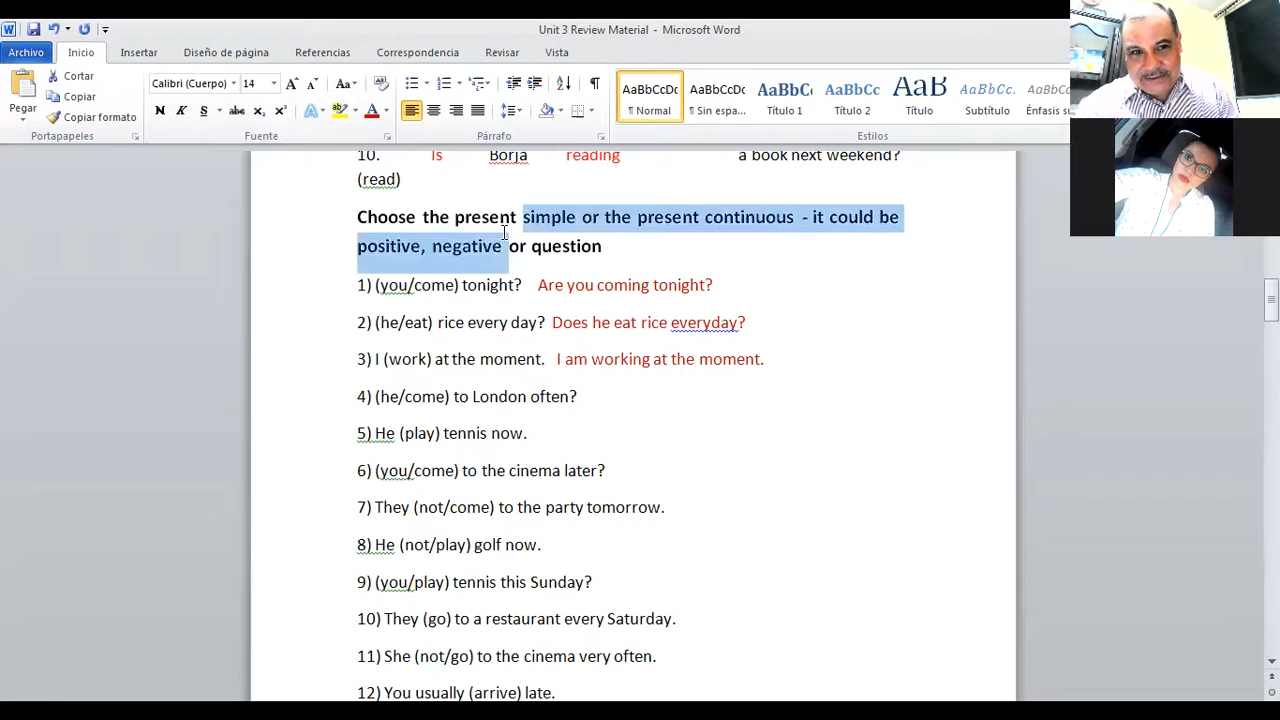 Unit 3 Review Material - Microsoft Word
Archivo Inicio Insertar Diseño de página Referencias Correspondencia Revisar Vista
Pegar
Cortar
Copiar
Copiar formato
Calibri (Cuerpo) 14
N K S abc x₂ x²
AaBbCcDc AaBbCcDc AaBbC( AaBbCc AaB AaBbCc. AaBbCc
¶ Normal ¶ Sin espa... Título 1 Título 2 Título Subtítulo Énfasis su
Portapapeles Fuente Párrafo Estilos
10. Is Borja reading a book next weekend?
(read)
Choose the present simple or the present continuous - it could be
positive, negative or question
1) (you/come) tonight? Are you coming tonight?
2) (he/eat) rice every day? Does he eat rice everyday?
3) I (work) at the moment. I am working at the moment.
4) (he/come) to London often?
5) He (play) tennis now.
6) (you/come) to the cinema later?
7) They (not/come) to the party tomorrow.
8) He (not/play) golf now.
9) (you/play) tennis this Sunday?
10) They (go) to a restaurant every Saturday.
11) She (not/go) to the cinema very often.
12) You usually (arrive) late.